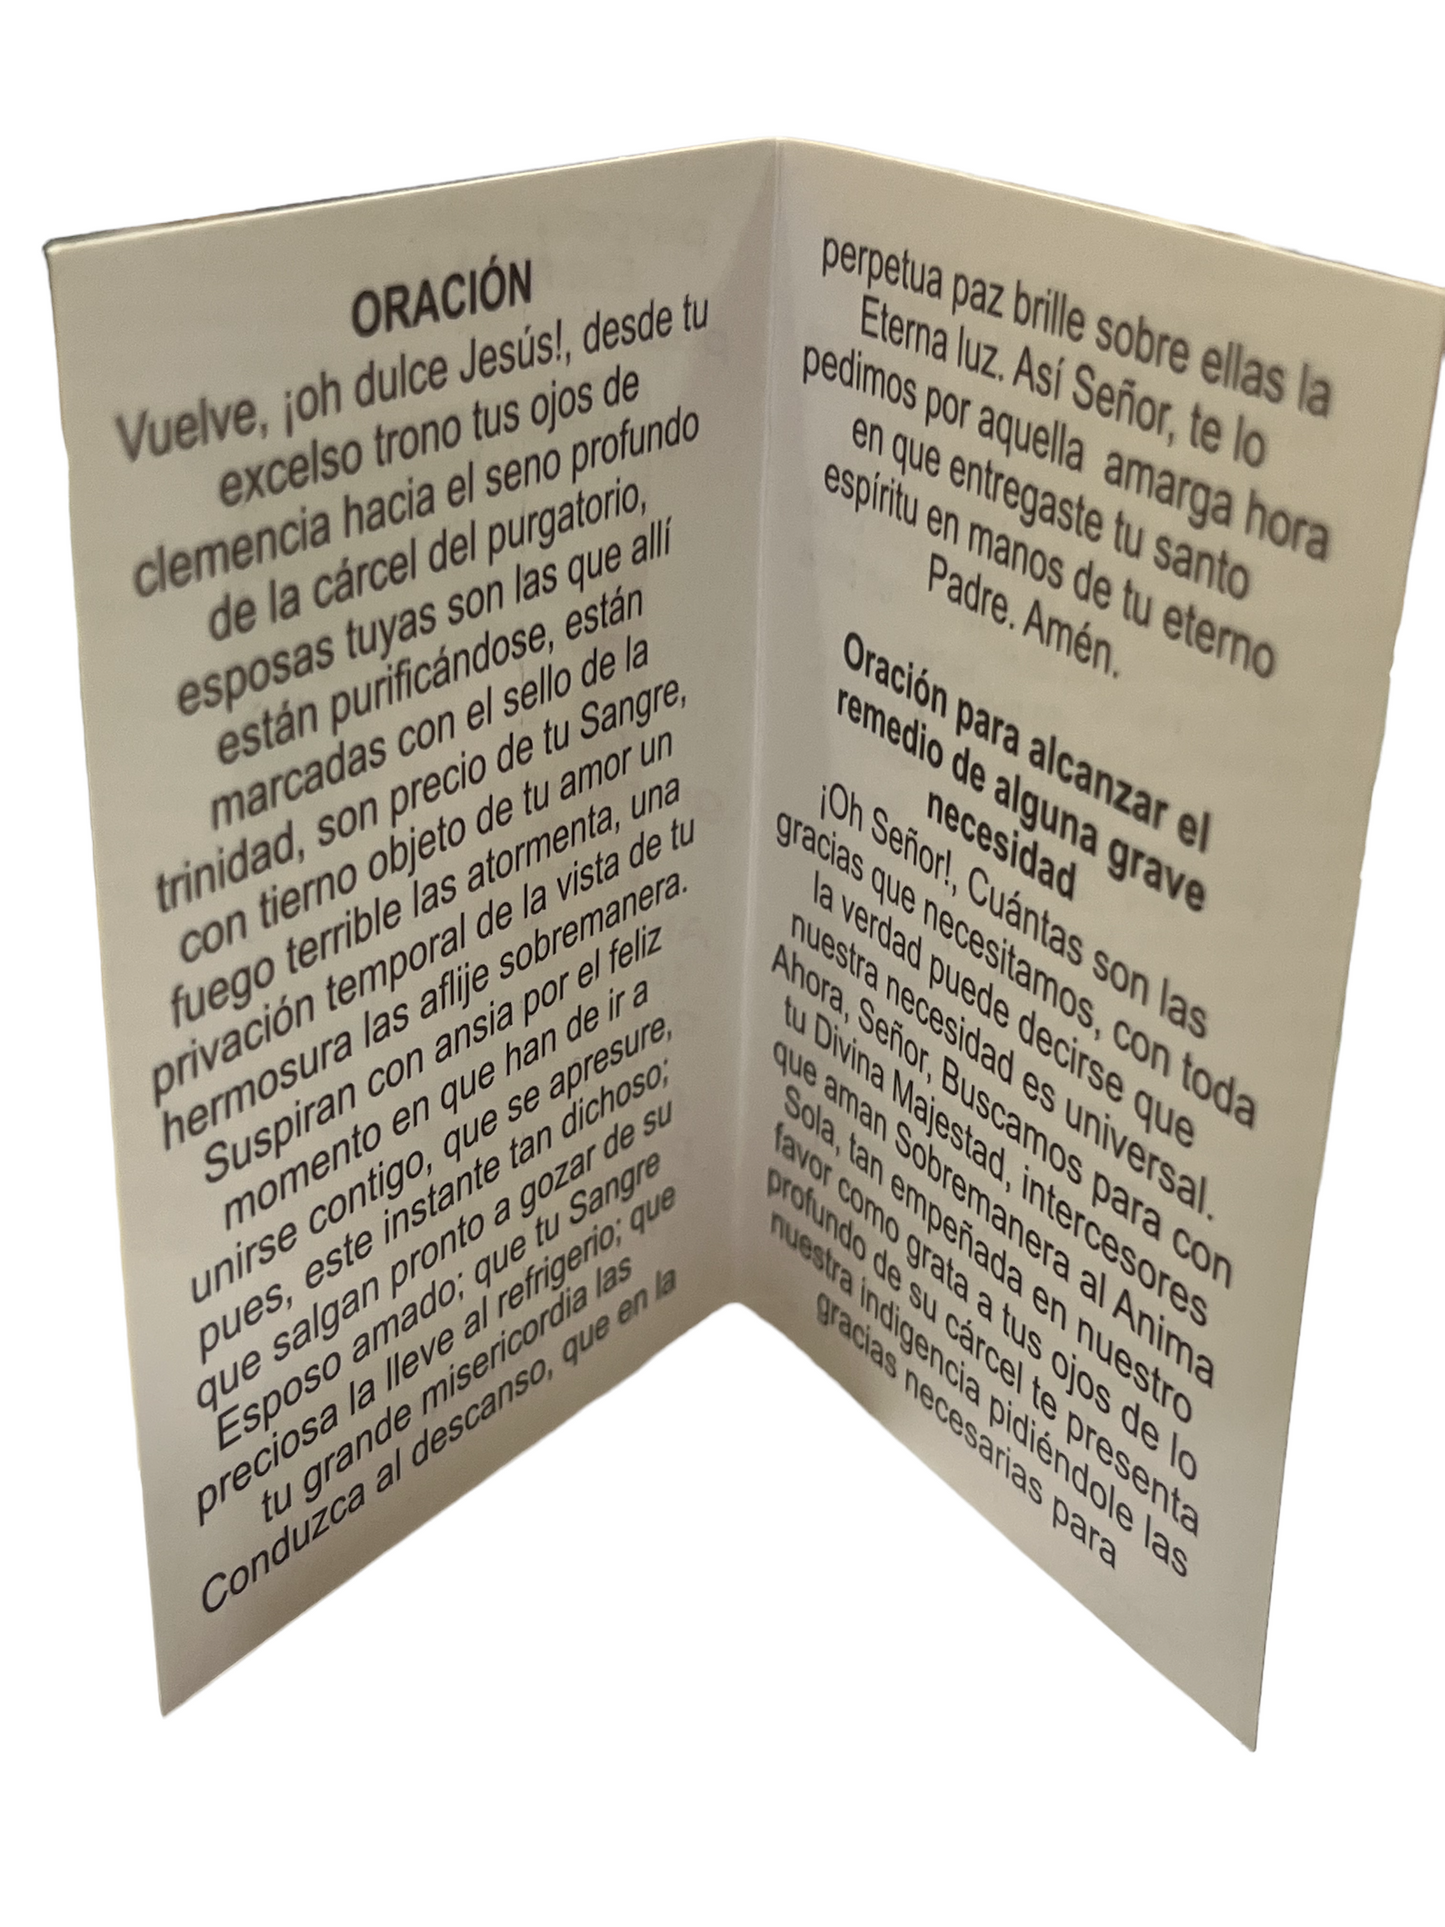 ORACIÓN
Vuelve, ¡oh dulce Jesús!, desde tu
excelso trono tus ojos de
clemencia hacia el seno profundo
de la cárcel del purgatorio,
esposas tuyas son las que allí
están purificándose, están
marcadas con el sello de la
trinidad, son precio de tu Sangre,
con tierno objeto de tu amor un
fuego terrible las atormenta, una
privación temporal de la vista de tu
hermosura las aflije sobremanera.
Suspiran con ansia por el feliz
momento en que han de ir a
unirse contigo, que se apresure,
pues, este instante tan dichoso;
que salgan pronto a gozar de su
Esposo amado; que tu Sangre
preciosa la lleve al refrigerio; que
tu grande misericordia las
Conduzca al descanso, que en la
perpetua paz brille sobre ellas la
Eterna luz. Así Señor, te lo
pedimos por aquella amarga hora
en que entregaste tu santo
espíritu en manos de tu eterno
Padre. Amén.
Oración para alcanzar el
remedio de alguna grave
necesidad
¡Oh Señor!, Cuántas son las
gracias que necesitamos, con toda
la verdad puede decirse que
nuestra necesidad es universal.
Ahora, Señor, Buscamos para con
tu Divina Majestad, intercesores
que aman Sobremanera al Anima
Sola, tan empeñada en nuestro
favor como grata a tus ojos de lo
profundo de su cárcel te presenta
nuestra indigencia pidiéndole las
gracias necesarias para